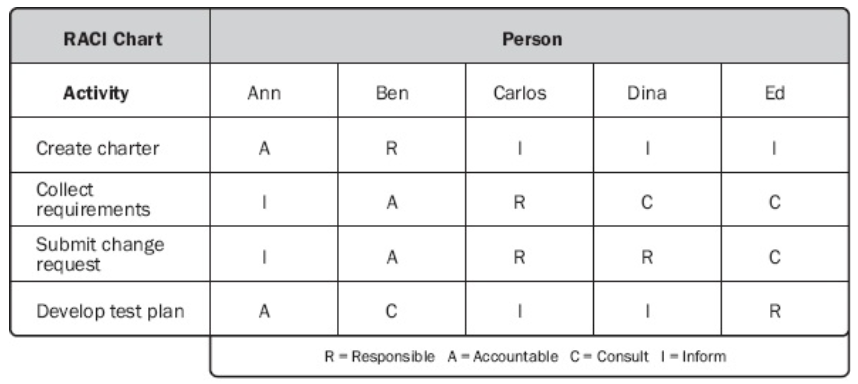 RACI Chart Person
Activity Ann Ben Carlos Dina Ed
Create charter A R I I I
Collect
requirements I A R C C
Submit change
request I A R R C
Develop test plan A C I I R
R = Responsible A = Accountable C = Consult I = Inform